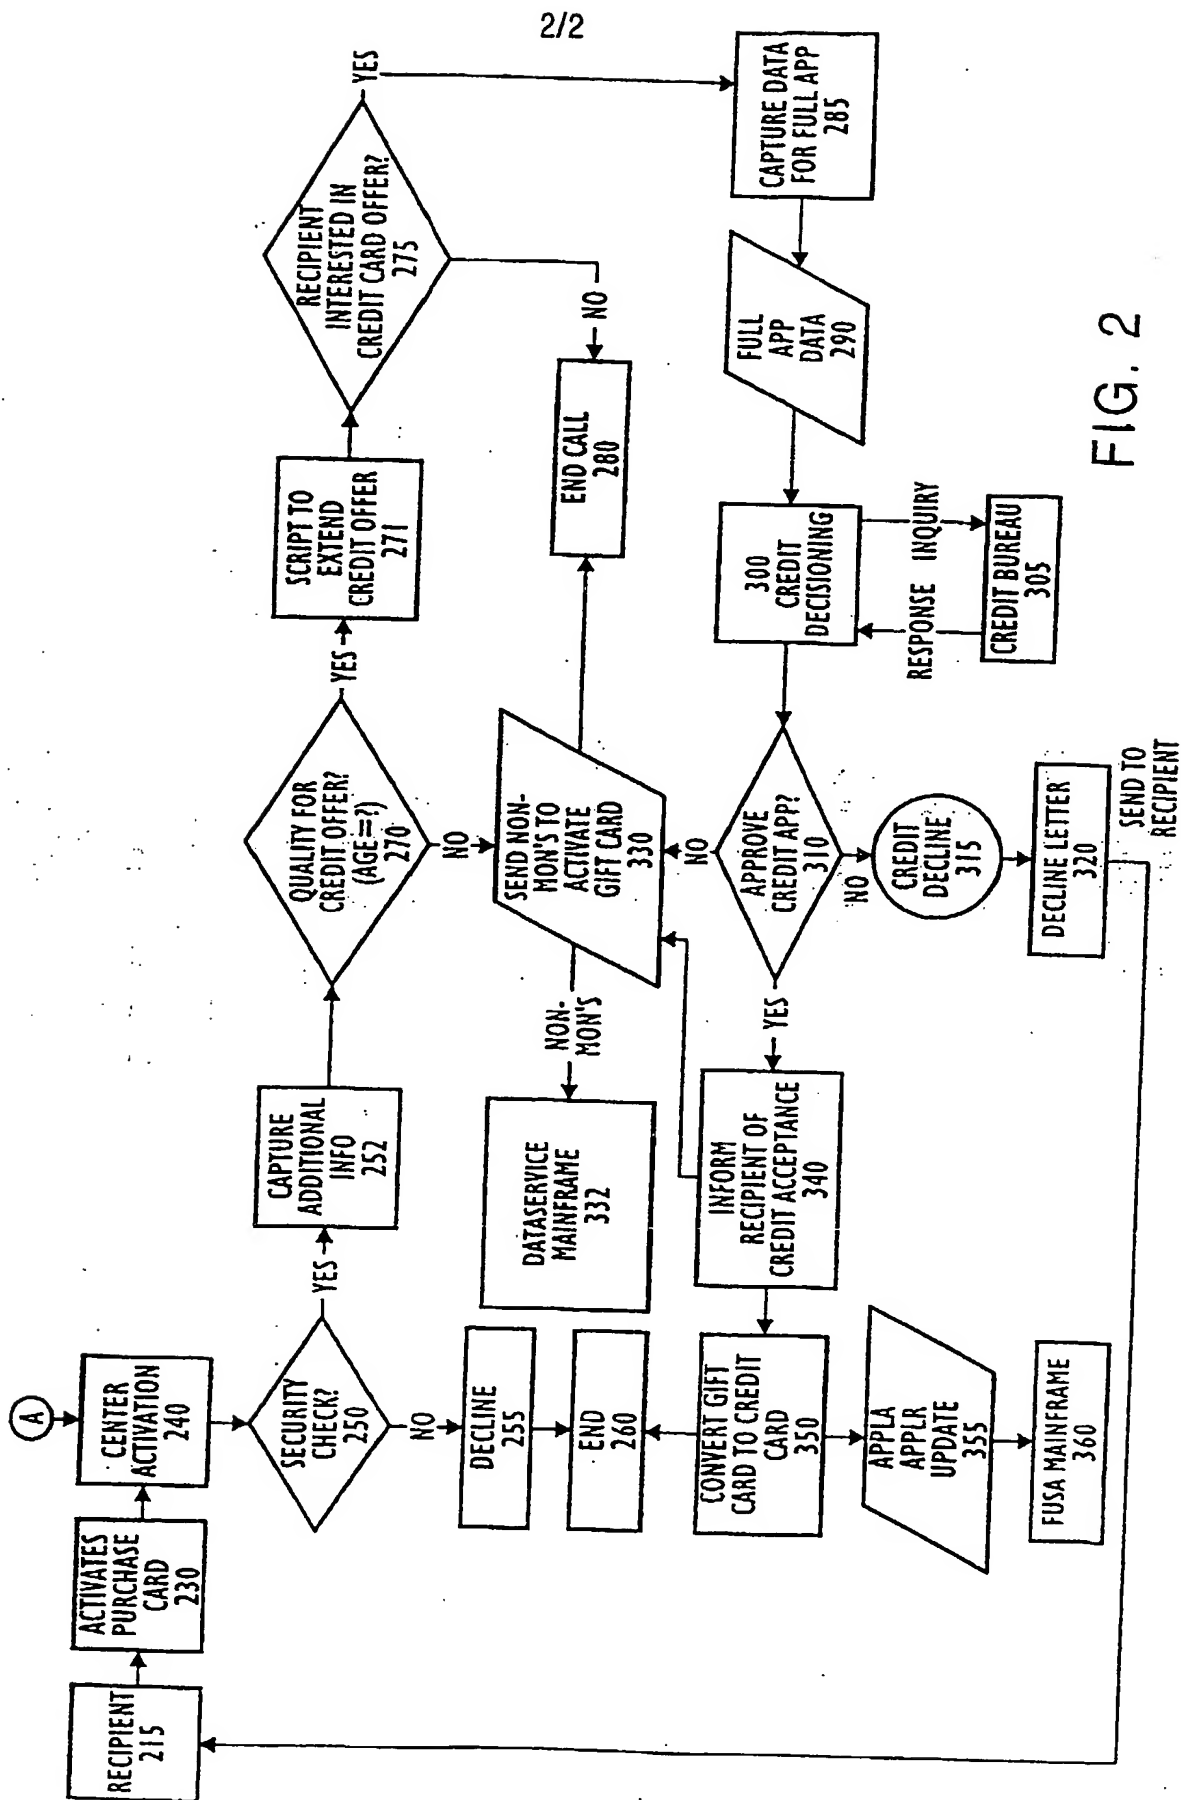 2/2
A
RECIPIENT
215
ACTIVATES
PURCHASE
CARD
230
CENTER
ACTIVATION
240
SECURITY
CHECK?
250
YES
NO
CAPTURE
ADDITIONAL
INFO
252
QUALITY FOR
CREDIT OFFER?
(AGE=?)
270
YES
NO
SCRIPT TO
EXTEND
CREDIT OFFER
271
RECIPIENT
INTERESTED IN
CREDIT CARD OFFER?
275
YES
NO
DECLINE
255
END
260
DATASERVICE
MAINFRAME
332
NON-
MON'S
SEND NON-
MON'S TO
ACTIVATE
GIFT CARD
330
END CALL
280
CAPTURE DATA
FOR FULL APP
285
FULL
APP
DATA
290
300
CREDIT
DECISIONING
RESPONSE
INQUIRY
CREDIT BUREAU
305
APPROVE
CREDIT APP?
310
NO
NO
YES
CREDIT
DECLINE
315
DECLINE LETTER
320
SEND TO
RECIPIENT
INFORM
RECIPIENT OF
CREDIT ACCEPTANCE
340
CONVERT GIFT
CARD TO CREDIT
CARD
350
APPLA
APPLR
UPDATE
355
FUSA MAINFRAME
360
FIG. 2